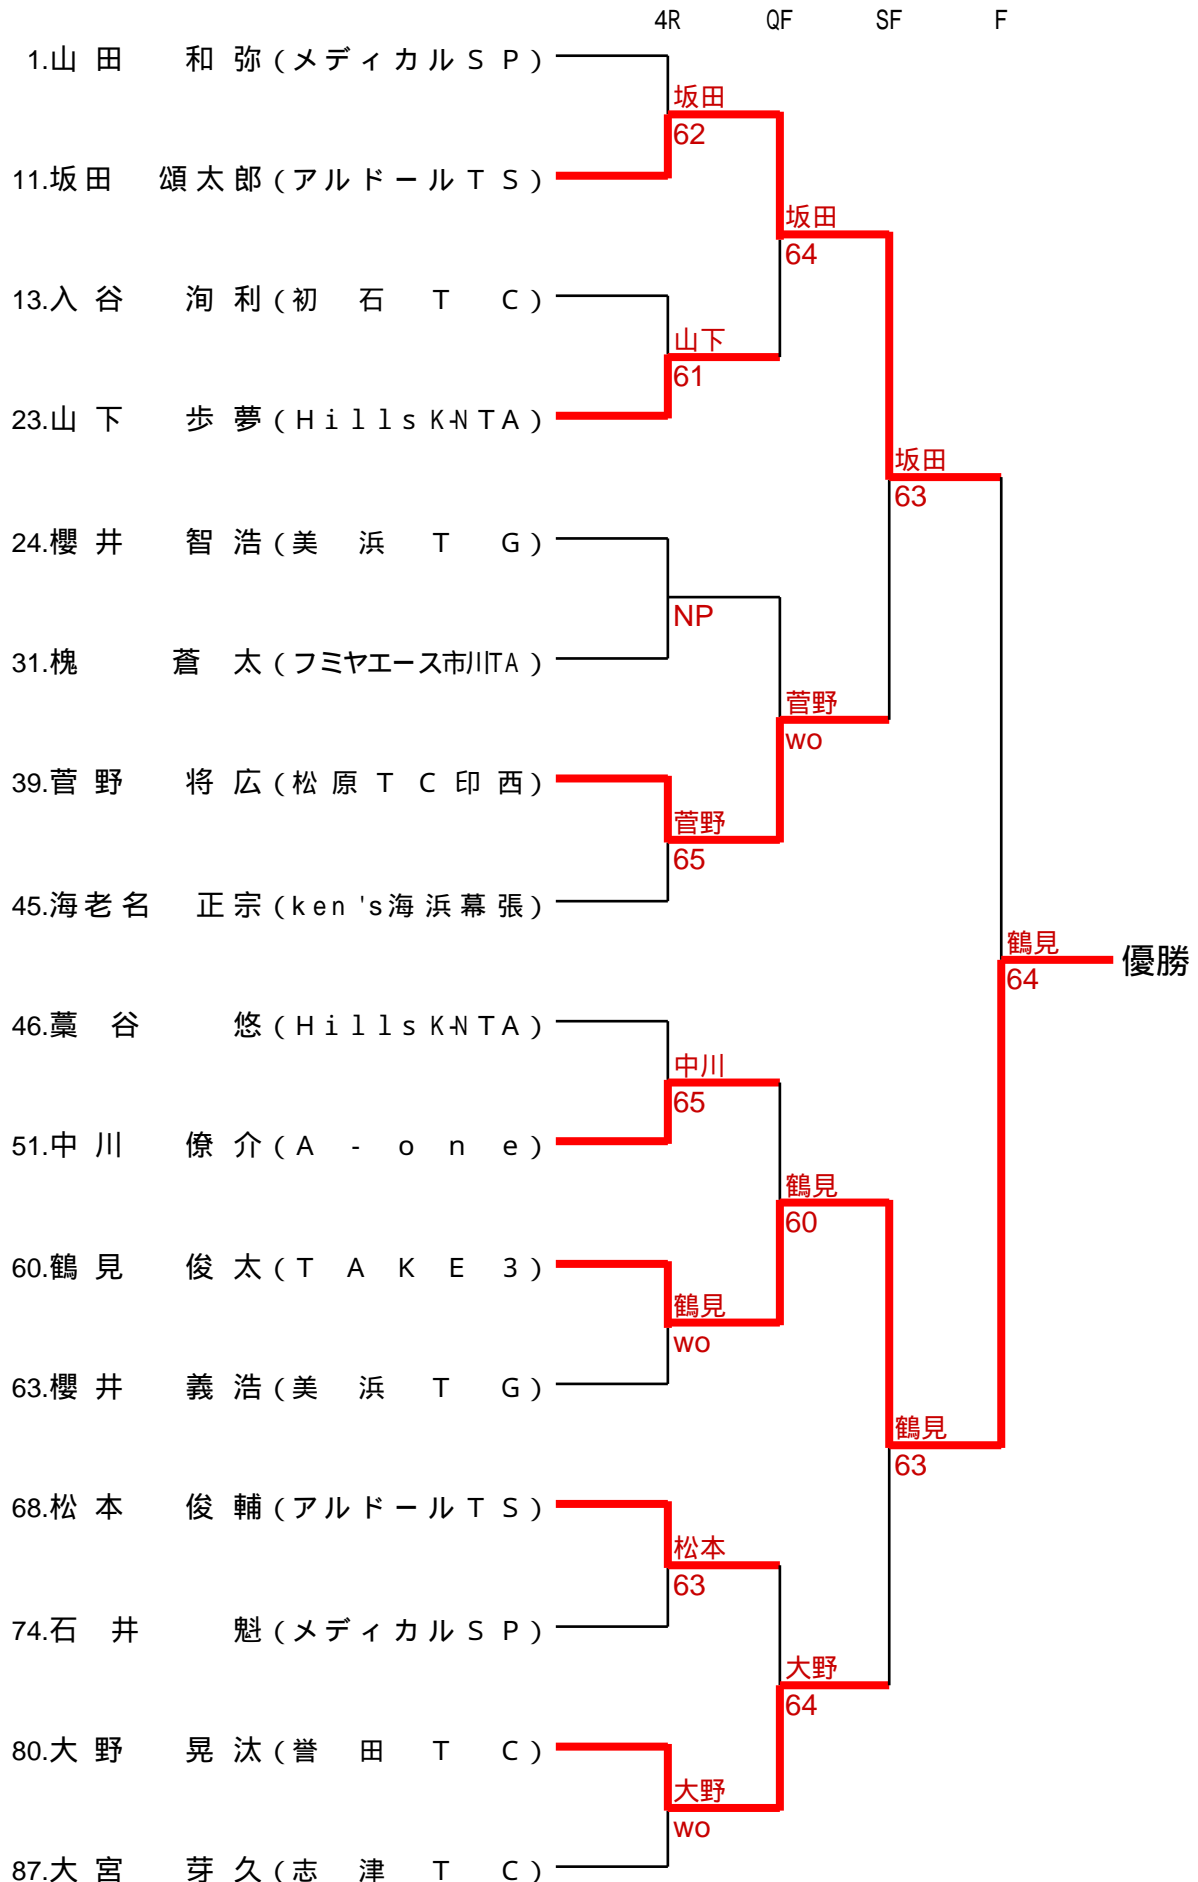 4R QF SF F
1.山田 和弥(メディカルSP)
坂田
62
11.坂田 頌太郎(アルドールTS)
坂田
64
13.入谷 洵利(初石TC)
山下
61
23.山下 歩夢(HillsK-NTA)
坂田
63
24.櫻井 智浩(美浜TG)
NP
31.槐 蒼太(フミヤエース市川TA)
菅野
wo
39.菅野 将広(松原TC印西)
菅野
65
45.海老名 正宗(ken's海浜幕張)
鶴見 優勝
64
46.藁谷 悠(HillsK-NTA)
中川
65
51.中川 僚介(A-one)
鶴見
60
60.鶴見 俊太(TAKE3)
鶴見
wo
63.櫻井 義浩(美浜TG)
鶴見
63
68.松本 俊輔(アルドールTS)
松本
63
74.石井 魁(メディカルSP)
大野
64
80.大野 晃汰(誉田TC)
大野
wo
87.大宮 芽久(志津TC)